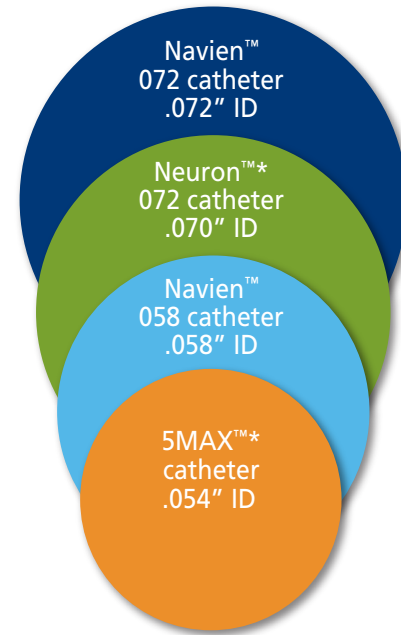 Navien™
072 catheter
.072” ID
Neuron™*
072 catheter
.070” ID
Navien™
058 catheter
.058” ID
5MAX™*
catheter
.054” ID